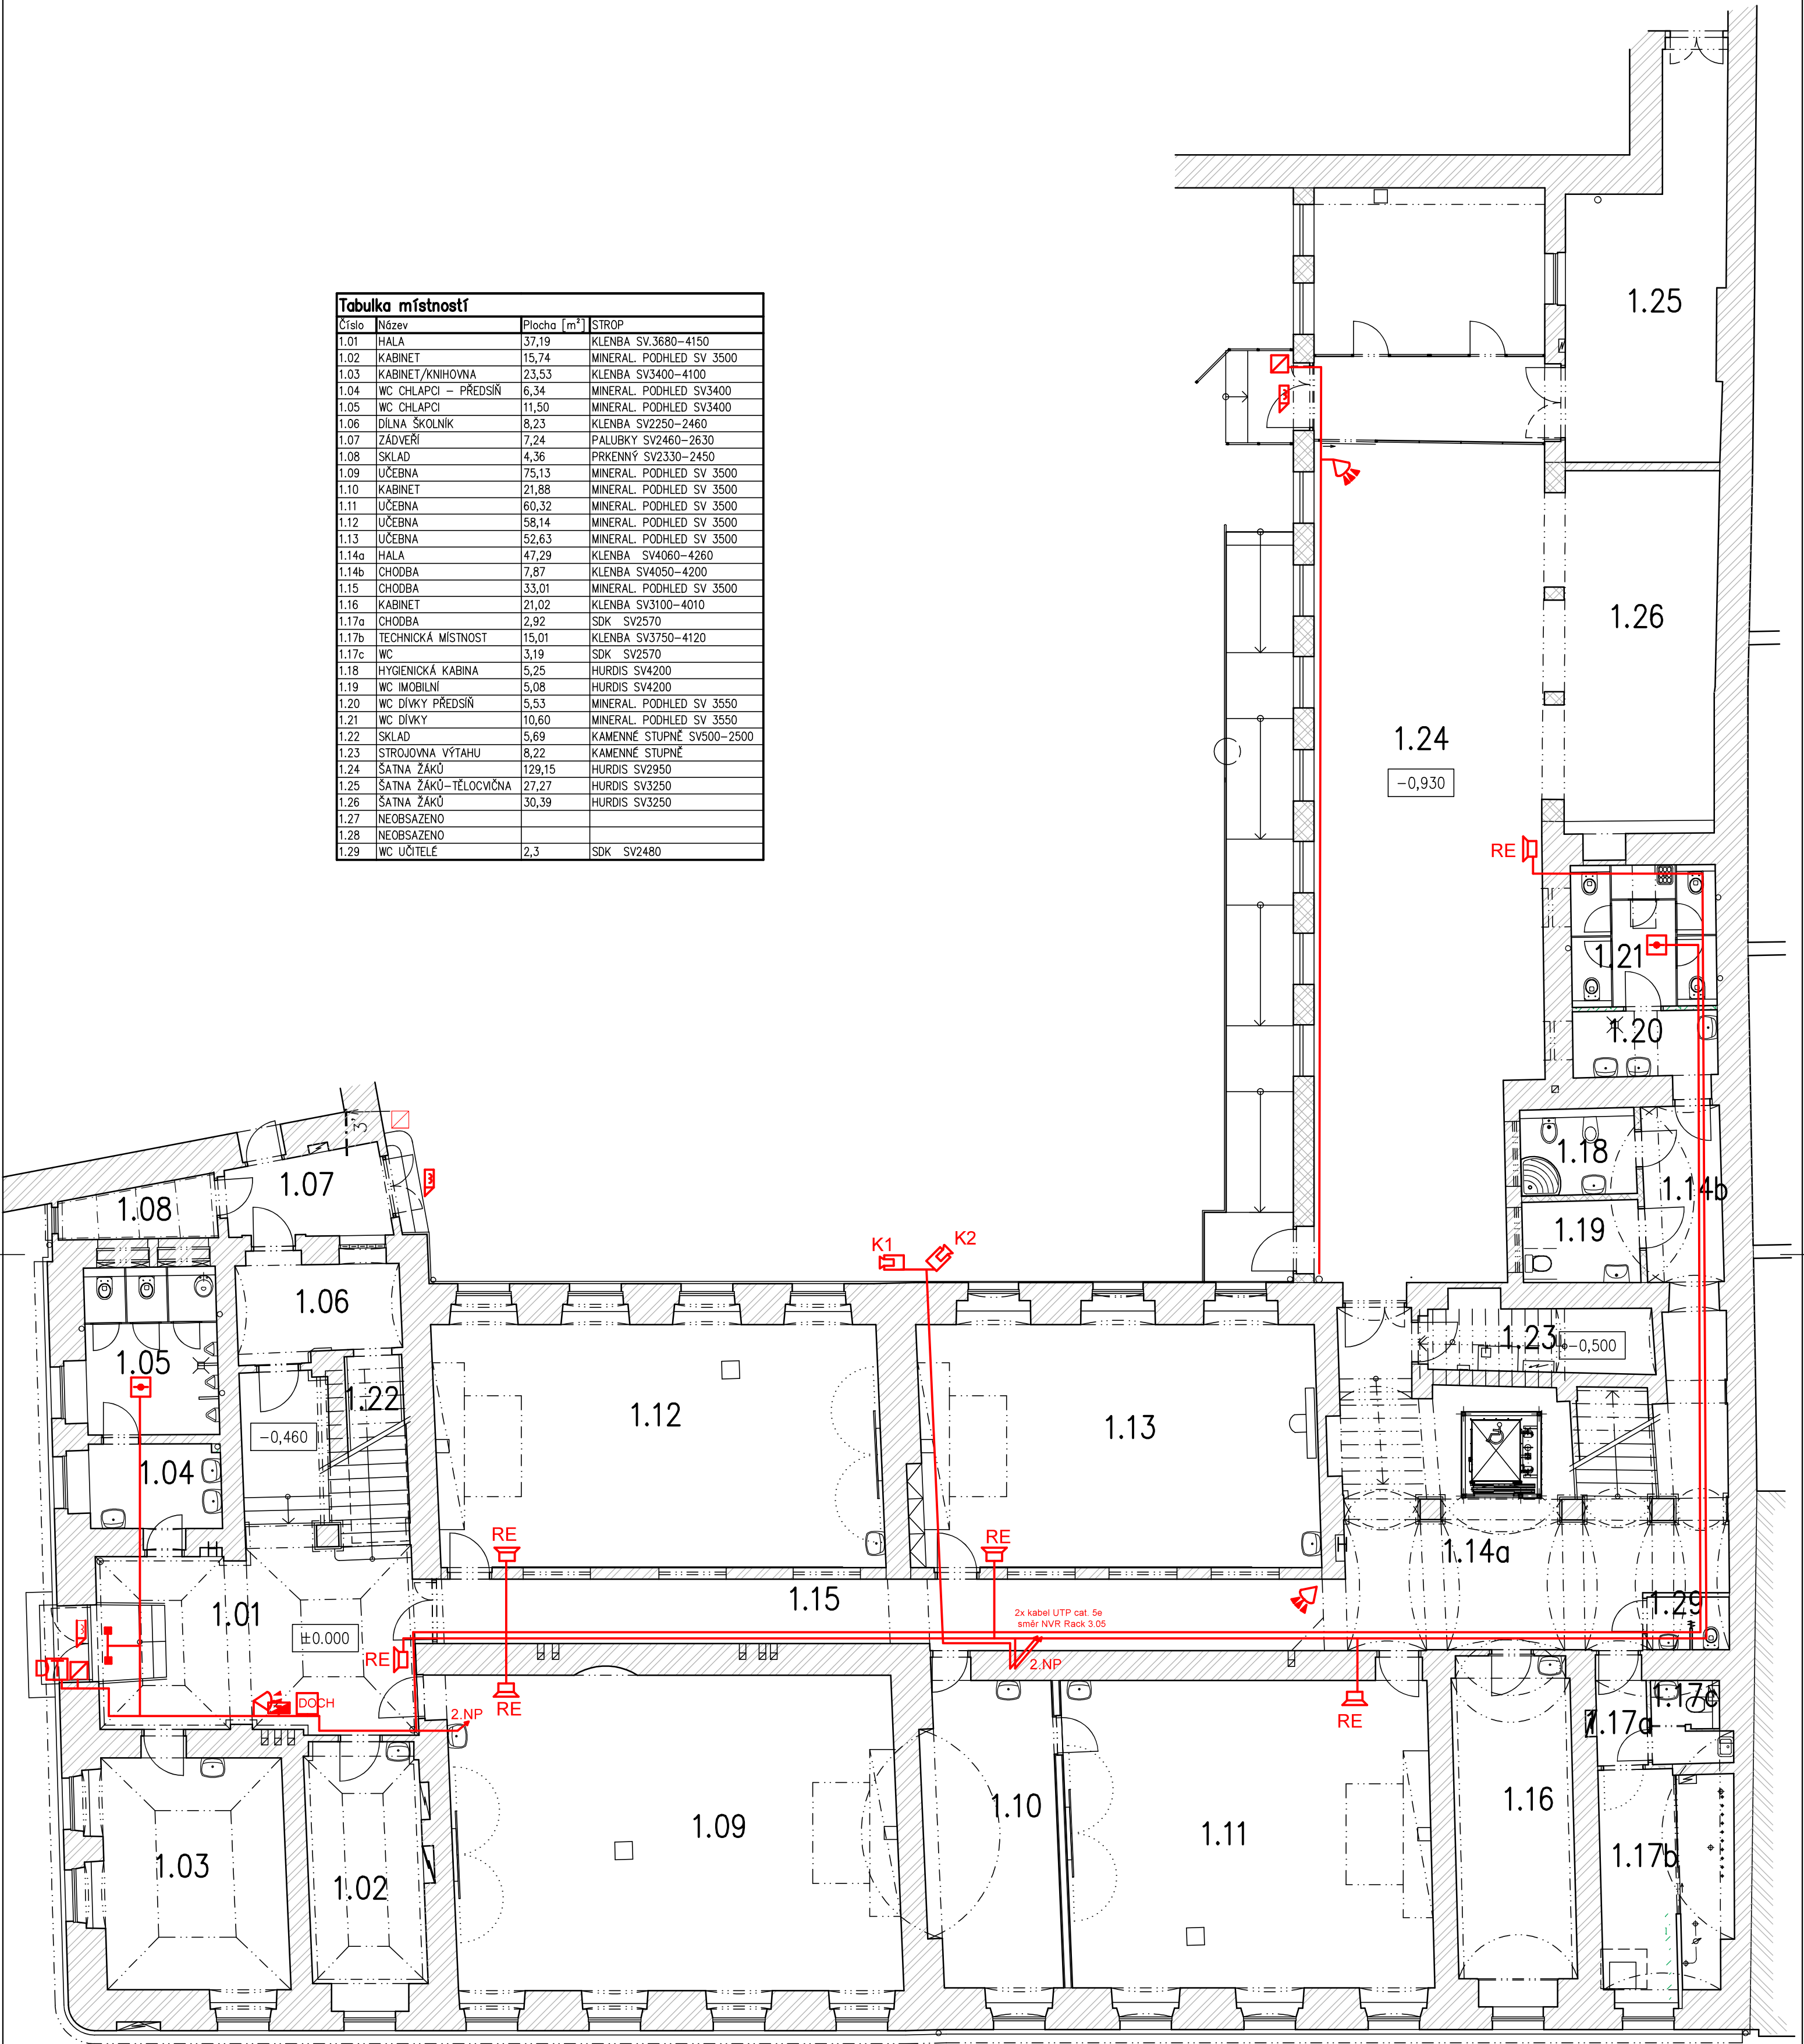 Tabulka místností
Číslo Název Plocha [m²] STROP
1.01 HALA 37,19 KLENBA SV.3680-4150
1.02 KABINET 15,74 MINERAL. PODHLED SV 3500
1.03 KABINET/KNIHOVNA 23,53 KLENBA SV3400-4100
1.04 WC CHLAPCI - PŘEDSÍŇ 6,34 MINERAL. PODHLED SV3400
1.05 WC CHLAPCI 11,50 MINERAL. PODHLED SV3400
1.06 DÍLNA ŠKOLNÍK 8,23 KLENBA SV2250-2460
1.07 ZÁDVEŘÍ 7,24 PALUBKY SV2460-2630
1.08 SKLAD 4,36 PRKENNÝ SV2330-2450
1.09 UČEBNA 75,13 MINERAL. PODHLED SV 3500
1.10 KABINET 21,88 MINERAL. PODHLED SV 3500
1.11 UČEBNA 60,32 MINERAL. PODHLED SV 3500
1.12 UČEBNA 58,14 MINERAL. PODHLED SV 3500
1.13 UČEBNA 52,63 MINERAL. PODHLED SV 3500
1.14a HALA 47,29 KLENBA SV4060-4260
1.14b CHODBA 7,87 KLENBA SV4050-4200
1.15 CHODBA 33,01 MINERAL. PODHLED SV 3500
1.16 KABINET 21,02 KLENBA SV3100-4010
1.17a CHODBA 2,92 SDK SV2570
1.17b TECHNICKÁ MÍSTNOST 15,01 KLENBA SV3750-4120
1.17c WC 3,19 SDK SV2570
1.18 HYGIENICKÁ KABINA 5,25 HURDIS SV4200
1.19 WC IMOBILNÍ 5,08 HURDIS SV4200
1.20 WC DÍVKY PŘEDSÍŇ 5,53 MINERAL. PODHLED SV 3550
1.21 WC DÍVKY 10,60 MINERAL. PODHLED SV 3550
1.22 SKLAD 5,69 KAMENNÉ STUPNĚ SV500-2500
1.23 STROJOVNA VÝTAHU 8,22 KAMENNÉ STUPNĚ
1.24 ŠATNA ŽÁKŮ 129,15 HURDIS SV2950
1.25 ŠATNA ŽÁKŮ-TĚLOCVIČNA 27,27 HURDIS SV3250
1.26 ŠATNA ŽÁKŮ 30,39 HURDIS SV3250
1.27 NEOBSAZENO
1.28 NEOBSAZENO
1.29 WC UČITELÉ 2,3 SDK SV2480
1.25
1.26
1.24
-0,930
RE
1.21
1.20
3'
1.18
1.14b
1.07
1.08
1.19
K1
K2
1.06
1.23
-0,500
1.05
1.22
1.12
1.13
-0,460
1.04
RE
RE
1.14a
1.15
1.01
1.29
2x kabel UTP cat. 5e
směr NVR Rack 3.05
±0.000
RE
2.NP
RE
RE
DOCH
2.NP
1.17c
1.17a
1.10
1.16
1.09
1.11
1.17b
1.03
1.02